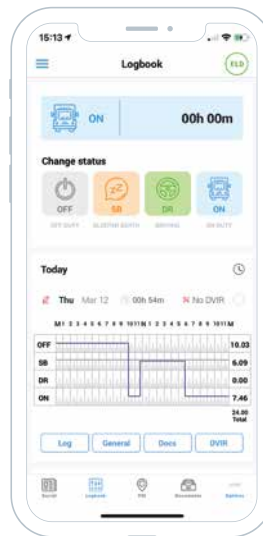 15:13
Logbook
ELD
ON
00h 00m
Change status
OFF SB DR ON
OFF DUTY SLEEPER BERTH DRIVING ON DUTY
Today
Thu Mar 12 00h 54m No DVIR
M 1 2 3 4 5 6 7 8 9 10 11 N 1 2 3 4 5 6 7 8 9 10 11 M
OFF 10.03
SB 6.09
DR 0.00
ON 7.46
24.00
Total
Log General Docs DVIR
Logbook Documents